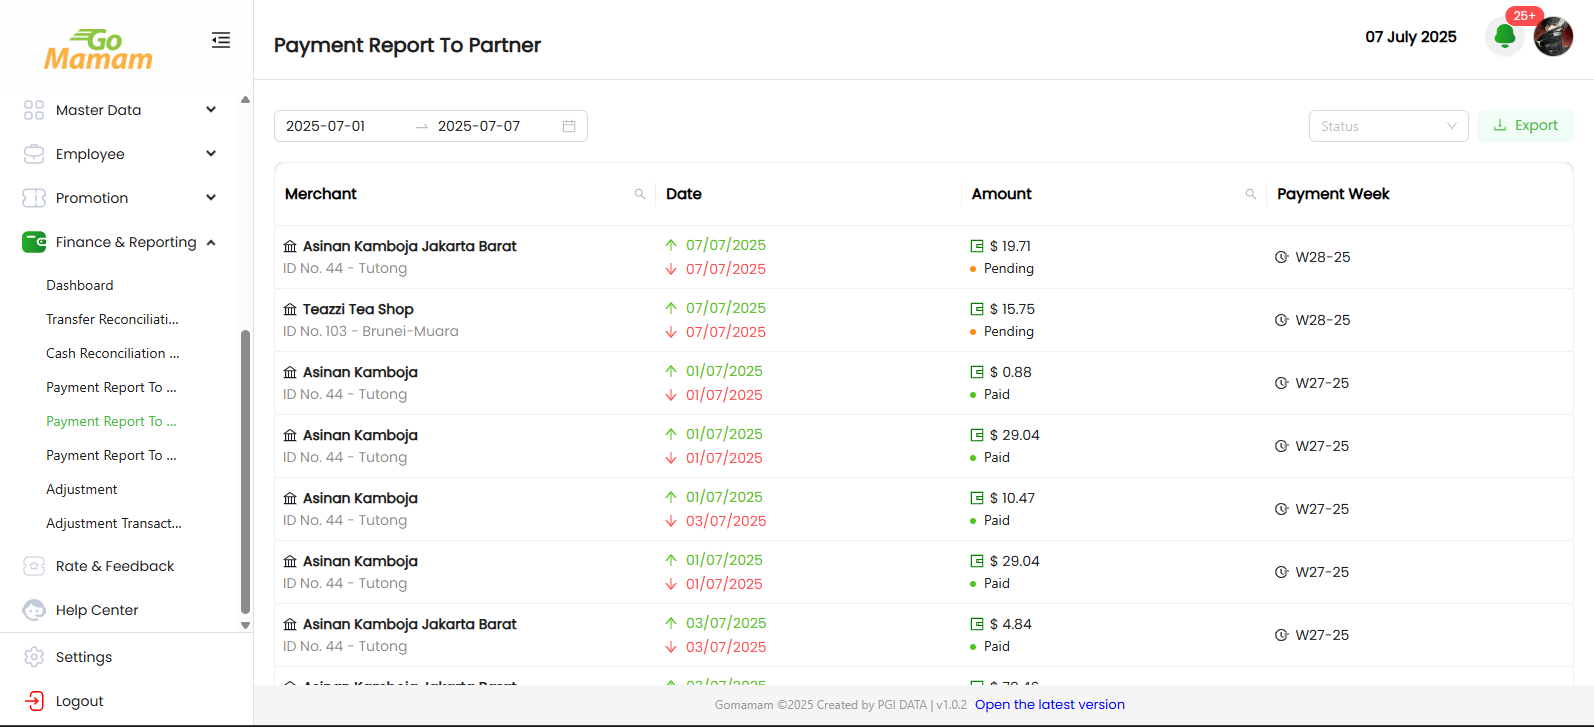 Go
Mamam
Payment Report To Partner
07 July 2025
25+
Master Data
Employee
Promotion
Finance & Reporting
Dashboard
Transfer Reconciliati...
Cash Reconciliation ...
Payment Report To ...
Payment Report To ...
Payment Report To ...
Adjustment
Adjustment Transact...
Rate & Feedback
Help Center
Settings
Logout
2025-07-01 → 2025-07-07
Status
Export
Merchant Date Amount Payment Week
Asinan Kamboja Jakarta Barat
ID No. 44 - Tutong
↑ 07/07/2025
↓ 07/07/2025
$ 19.71
Pending
W28-25
Teazzi Tea Shop
ID No. 103 - Brunei-Muara
↑ 07/07/2025
↓ 07/07/2025
$ 15.75
Pending
W28-25
Asinan Kamboja
ID No. 44 - Tutong
↑ 01/07/2025
↓ 01/07/2025
$ 0.88
Paid
W27-25
Asinan Kamboja
ID No. 44 - Tutong
↑ 01/07/2025
↓ 01/07/2025
$ 29.04
Paid
W27-25
Asinan Kamboja
ID No. 44 - Tutong
↑ 01/07/2025
↓ 03/07/2025
$ 10.47
Paid
W27-25
Asinan Kamboja
ID No. 44 - Tutong
↑ 01/07/2025
↓ 01/07/2025
$ 29.04
Paid
W27-25
Asinan Kamboja Jakarta Barat
ID No. 44 - Tutong
↑ 03/07/2025
↓ 03/07/2025
$ 4.84
Paid
W27-25
Asinan Kamboja Jakarta Barat
Gomamam ©2025 Created by PGI DATA | v1.0.2 Open the latest version